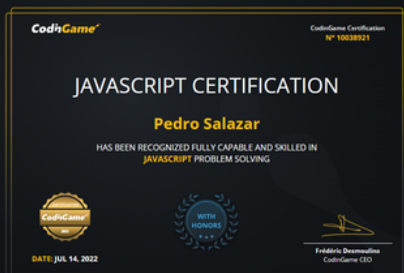 CodinGame
CodinGame Certification
N° 10038921
JAVASCRIPT CERTIFICATION
Pedro Salazar
HAS BEEN RECOGNIZED FULLY CAPABLE AND SKILLED IN
JAVASCRIPT PROBLEM SOLVING
CodinGame
WITH
HONORS
DATE: JUL 14, 2022
Frédéric Desmoulins
CodinGame CEO